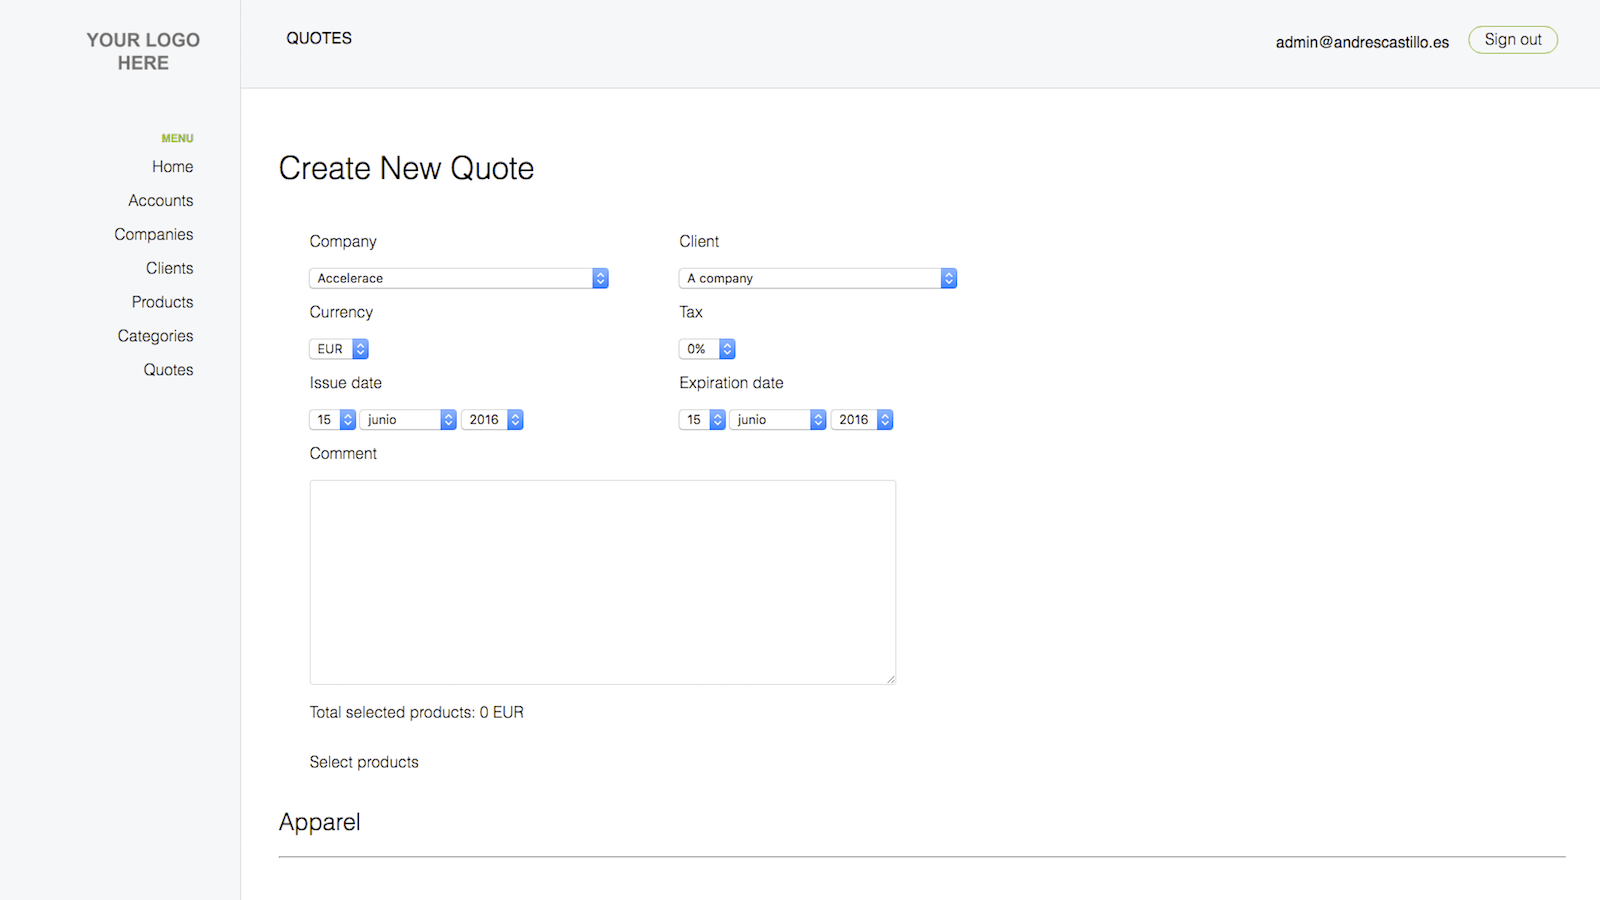 YOUR LOGO
HERE
QUOTES
admin@andrescastillo.es
Sign out
MENU
Home
Accounts
Companies
Clients
Products
Categories
Quotes
Create New Quote
Company
Client
Accelerace
A company
Currency
Tax
EUR
0%
Issue date
Expiration date
15 junio 2016
15 junio 2016
Comment
Total selected products: 0 EUR
Select products
Apparel